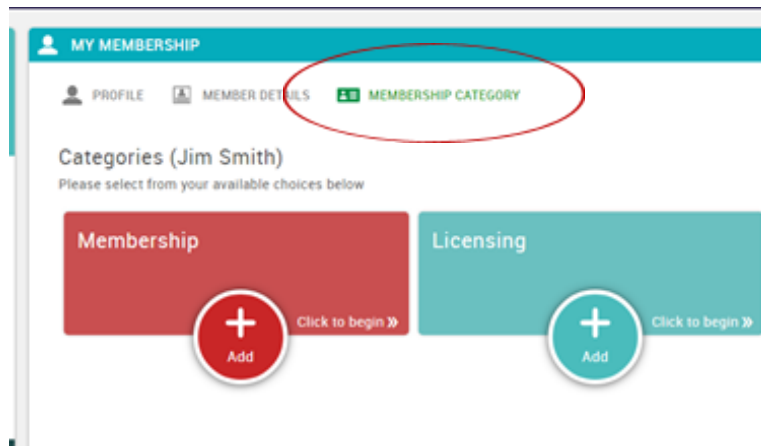 MY MEMBERSHIP
PROFILE MEMBER DETAILS MEMBERSHIP CATEGORY
Categories (Jim Smith)
Please select from your available choices below
Membership
Click to begin »
Add
Licensing
Click to begin »
Add